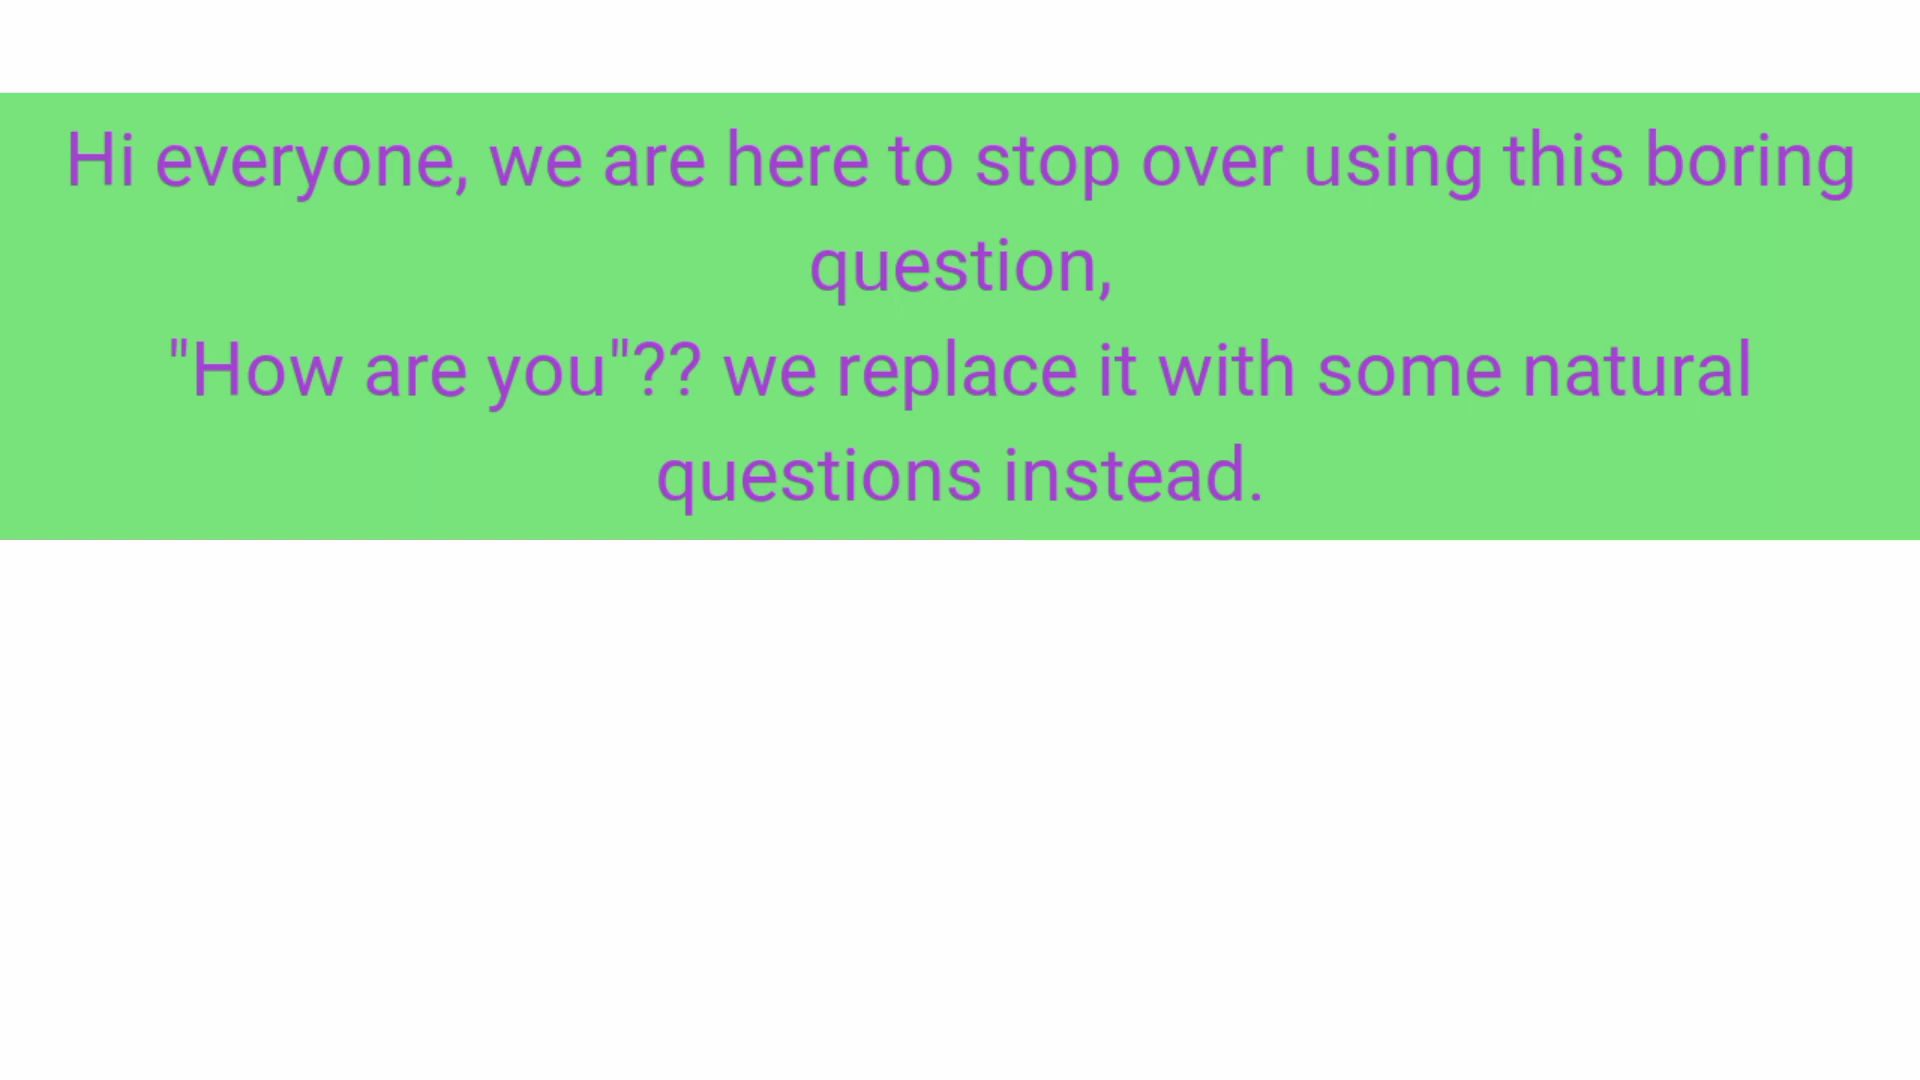 Hi everyone, we are here to stop over using this boring
question,
"How are you"?? we replace it with some natural
questions instead.